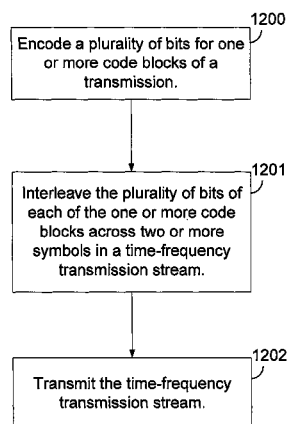 1200
Encode a plurality of bits for one
or more code blocks of a
transmission.
1201
Interleave the plurality of bits of
each of the one or more code
blocks across two or more
symbols in a time-frequency
transmission stream.
1202
Transmit the time-frequency
transmission stream.